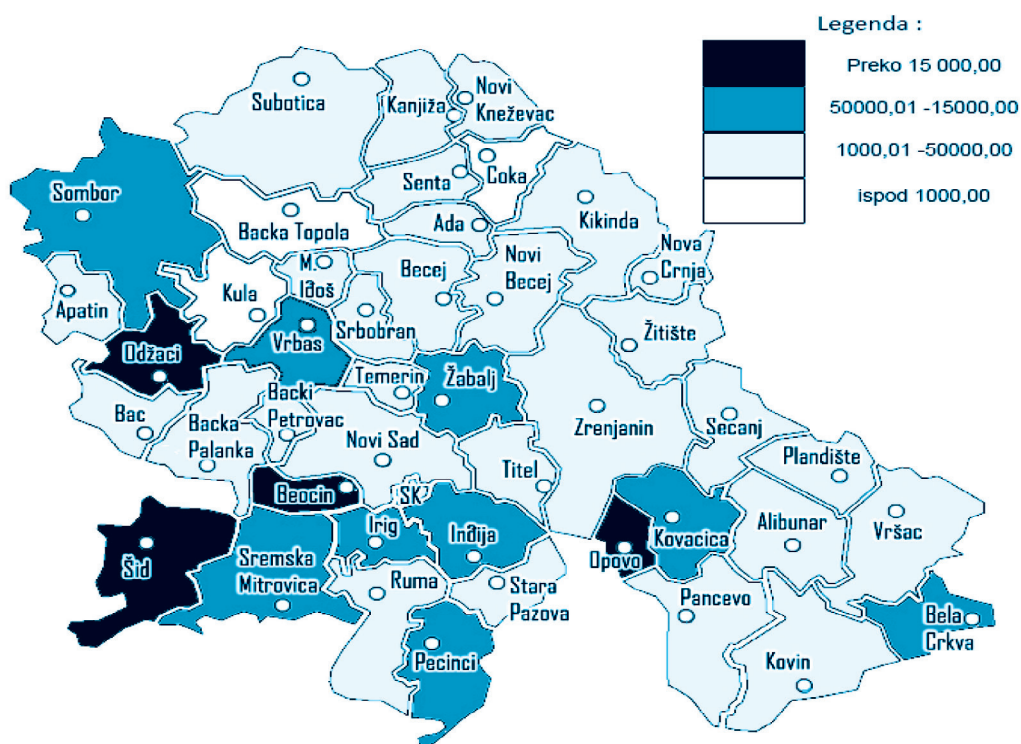 Legenda :
Preko 15 000,00
50000,01 -15000,00
1000,01 -50000,00
ispod 1000,00
Subotica
Kanjiža
Novi
Kneževac
Sombor
Senta
Coka
Backa Topola
Ada
Kikinda
Nova
Crnja
Apatin
Kula
M.
Iđoš
Becej
Novi
Becej
Srbobran
Vrbas
Žitište
Odžaci
Temerin
Žabalj
Bac
Backa
Palanka
Backi
Petrovac
Novi Sad
Zrenjanin
Secanj
Titel
Plandište
Beocin
SK
Irig
Inđija
Opovo
Kovacica
Alibunar
Vršac
Šid
Sremska
Mitrovica
Ruma
Stara
Pazova
Pancevo
Bela
Crkva
Pecinci
Kovin